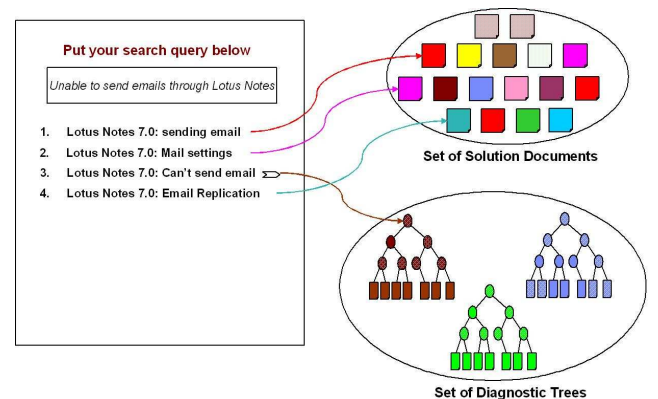 Put your search query below
Unable to send emails through Lotus Notes
1. Lotus Notes 7.0: sending email
2. Lotus Notes 7.0: Mail settings
3. Lotus Notes 7.0: Can't send email
4. Lotus Notes 7.0: Email Replication
Set of Solution Documents
Set of Diagnostic Trees